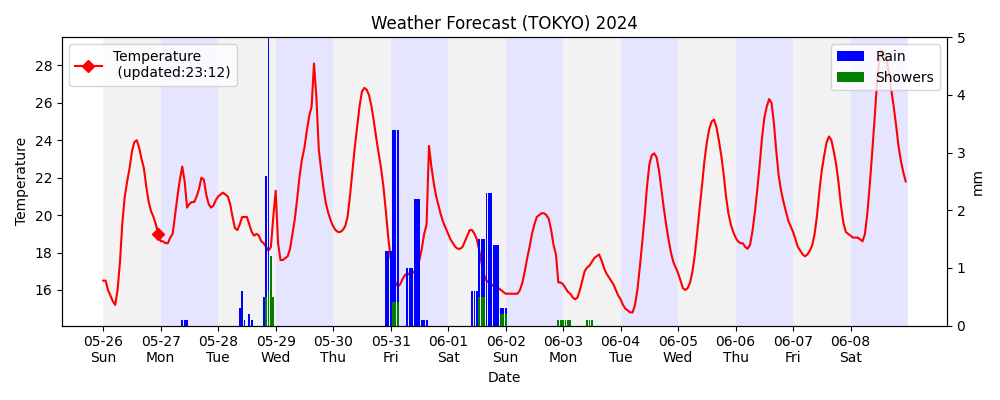 Weather Forecast (TOKYO) 2024
Temperature
(updated:23:12)
Rain
Showers
Temperature
28
26
24
22
20
18
16
5
4
3
2
1
0
mm
05-26 05-27 05-28 05-29 05-30 05-31 06-01 06-02 06-03 06-04 06-05 06-06 06-07 06-08
Sun Mon Tue Wed Thu Fri Sat Sun Mon Tue Wed Thu Fri Sat
Date